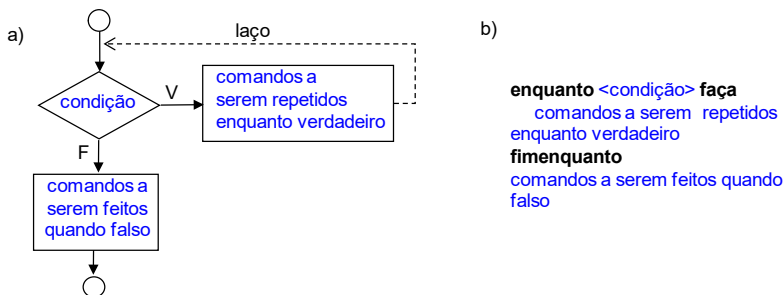 a)
laço
condição
V
comandos a
serem repetidos
enquanto verdadeiro
F
comandos a
serem feitos
quando falso
b)
enquanto <condição> faça
comandos a serem repetidos
enquanto verdadeiro
fimenquanto
comandos a serem feitos quando
falso